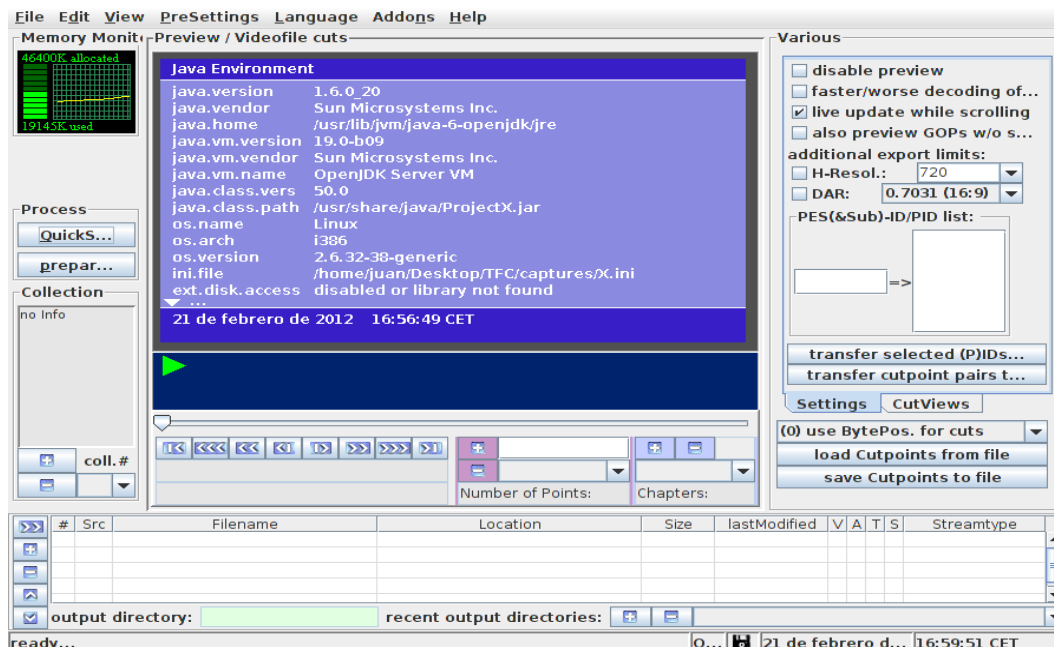 File Edit View PreSettings Language Addons Help
Memory Monit
46400K allocated
19145K used
Process
QuickS...
prepar...
Collection
no Info
coll.#
Preview / Videofile cuts
Java Environment
java.version 1.6.0_20
java.vendor Sun Microsystems Inc.
java.home /usr/lib/jvm/java-6-openjdk/jre
java.vm.version 19.0-b09
java.vm.vendor Sun Microsystems Inc.
java.vm.name OpenJDK Server VM
java.class.vers 50.0
java.class.path /usr/share/java/ProjectX.jar
os.name Linux
os.arch i386
os.version 2.6.32-38-generic
ini.file /home/juan/Desktop/TFC/captures/X.ini
ext.disk.access disabled or library not found
...
21 de febrero de 2012 16:56:49 CET
Number of Points:
Chapters:
Various
disable preview
faster/worse decoding of...
live update while scrolling
also preview GOPs w/o s...
additional export limits:
H-Resol.: 720
DAR: 0.7031 (16:9)
PES(&Sub)-ID/PID list:
=>
transfer selected (P)IDs...
transfer cutpoint pairs t...
Settings CutViews
(0) use BytePos. for cuts
load Cutpoints from file
save Cutpoints to file
# Src Filename Location Size lastModified V A T S Streamtype
output directory: recent output directories:
ready... O... 21 de febrero d... 16:59:51 CET